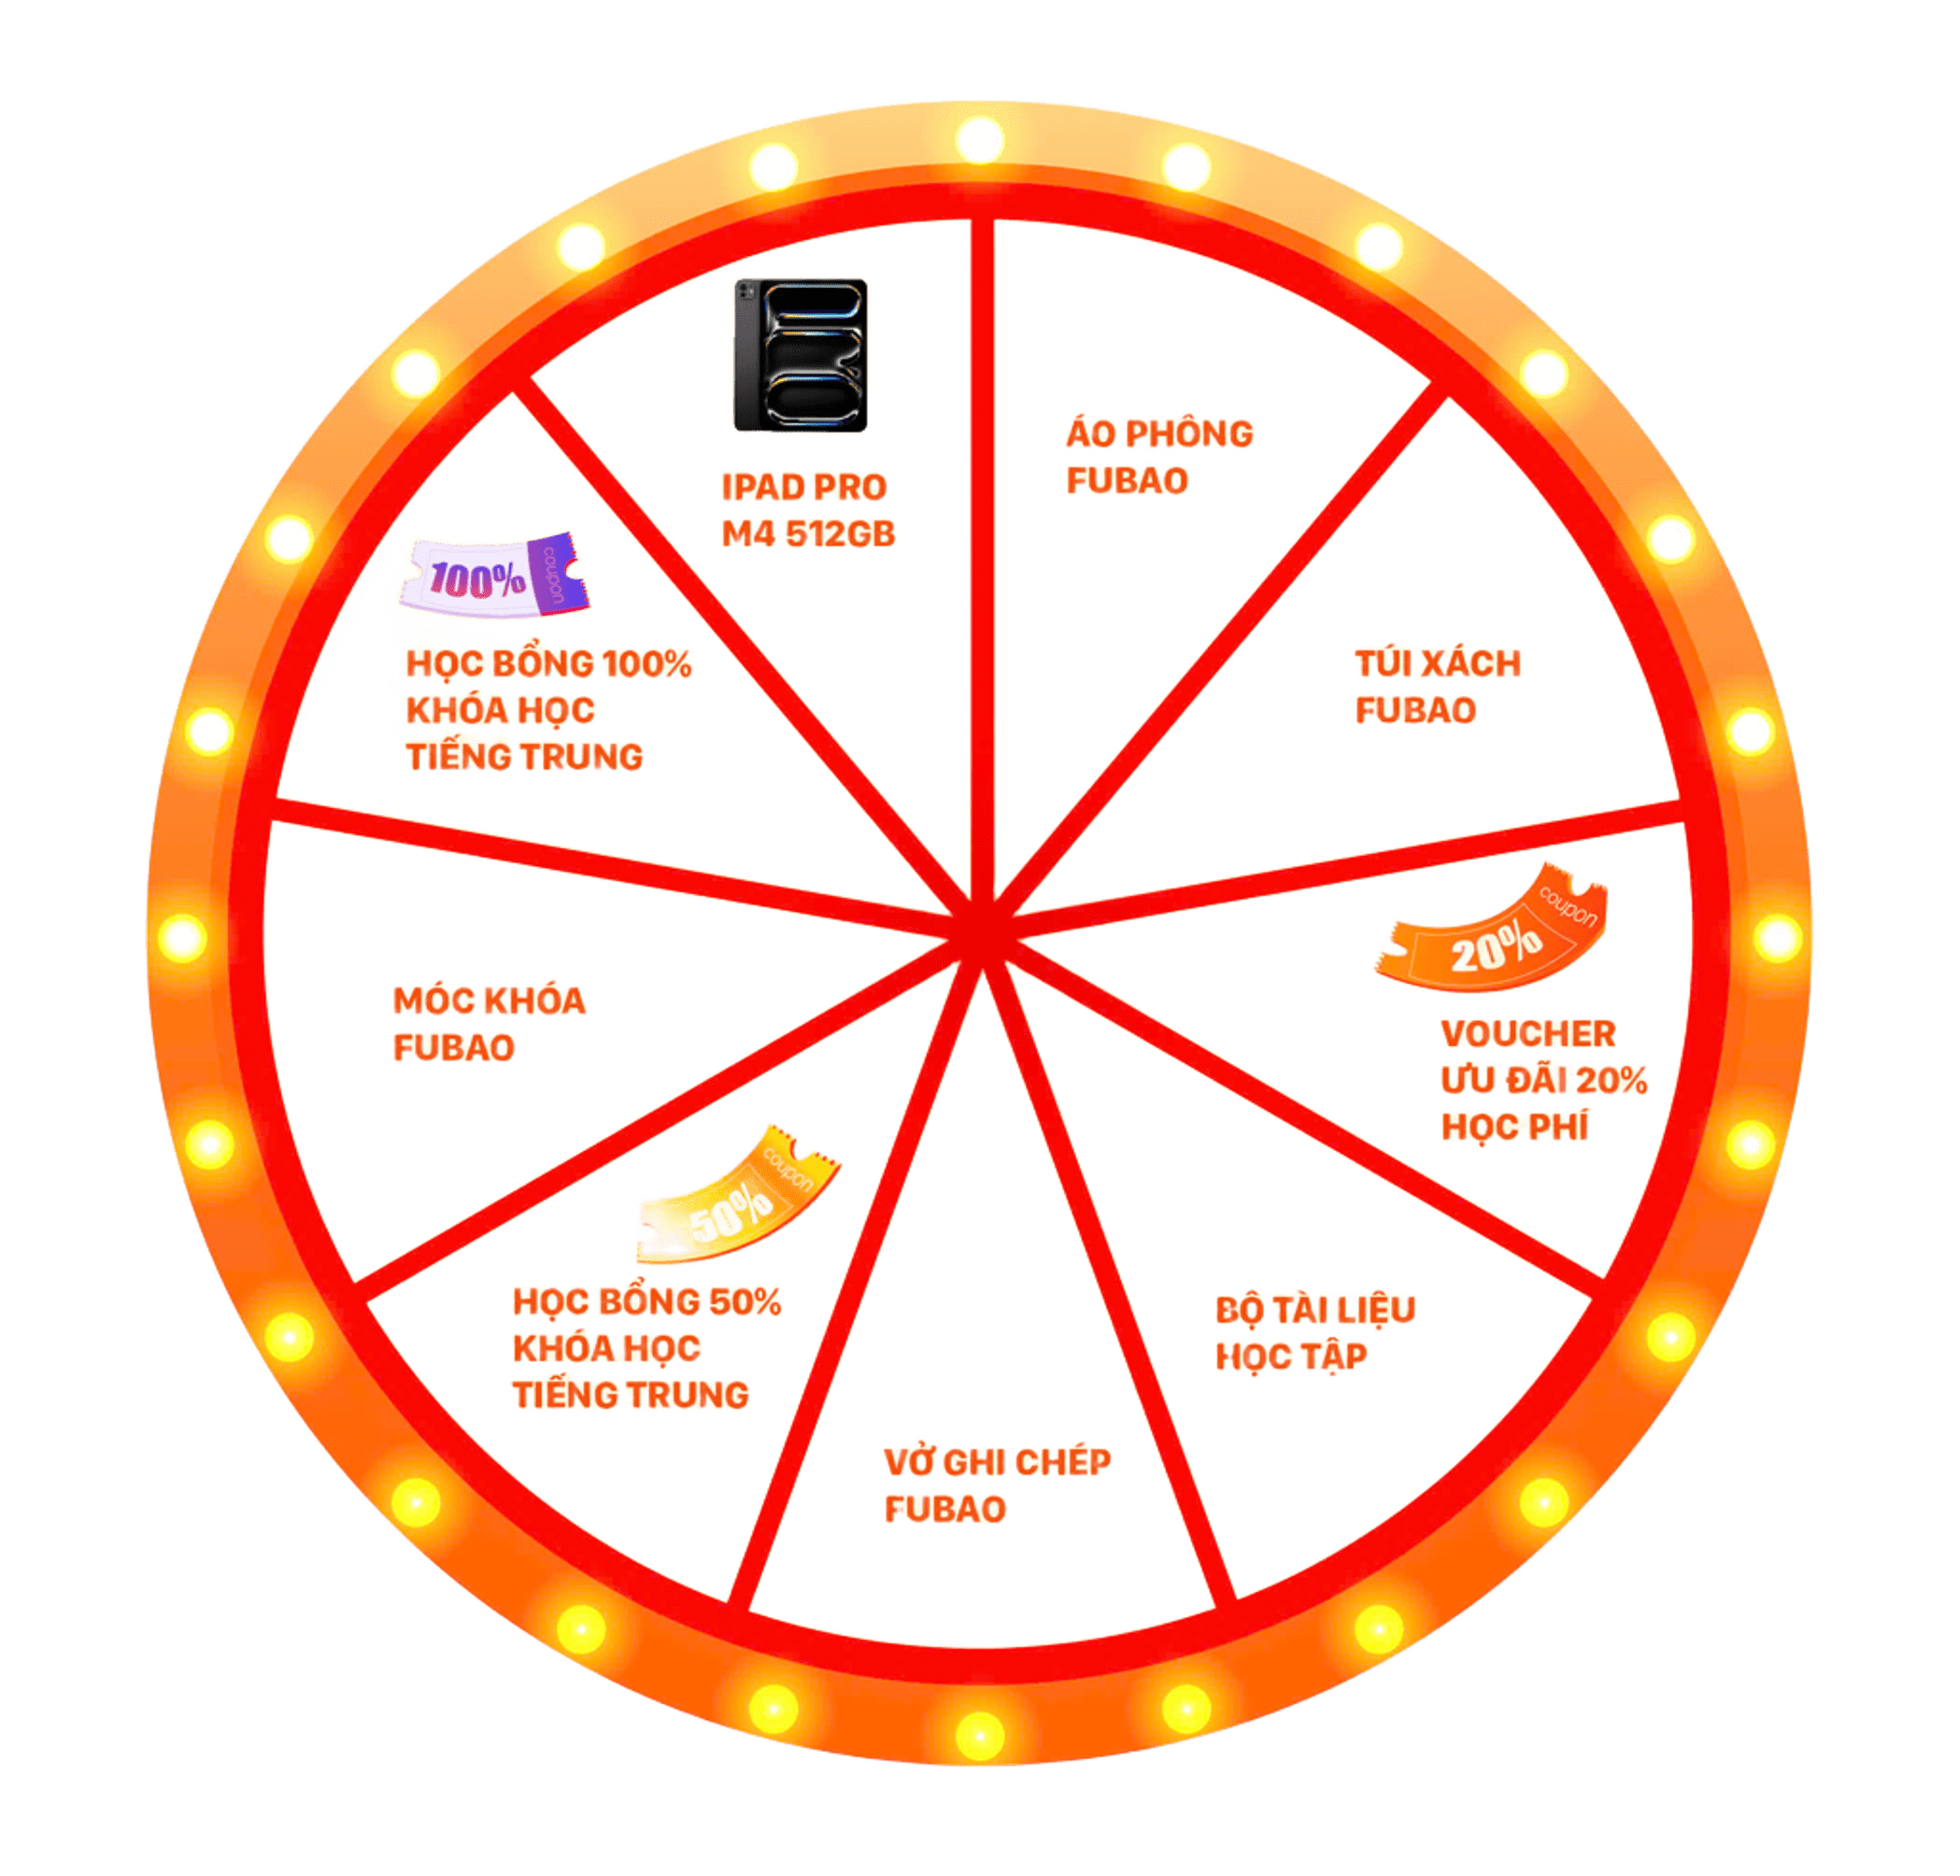 IPAD PRO
M4 512GB
ÁO PHÔNG
FUBAO
TÚI XÁCH
FUBAO
coupon
20%
VOUCHER
ƯU ĐÃI 20%
HỌC PHÍ
BỘ TÀI LIỆU
HỌC TẬP
VỞ GHI CHÉP
FUBAO
coupon
50%
HỌC BỔNG 50%
KHÓA HỌC
TIẾNG TRUNG
MÓC KHÓA
FUBAO
100%
coupon
HỌC BỔNG 100%
KHÓA HỌC
TIẾNG TRUNG